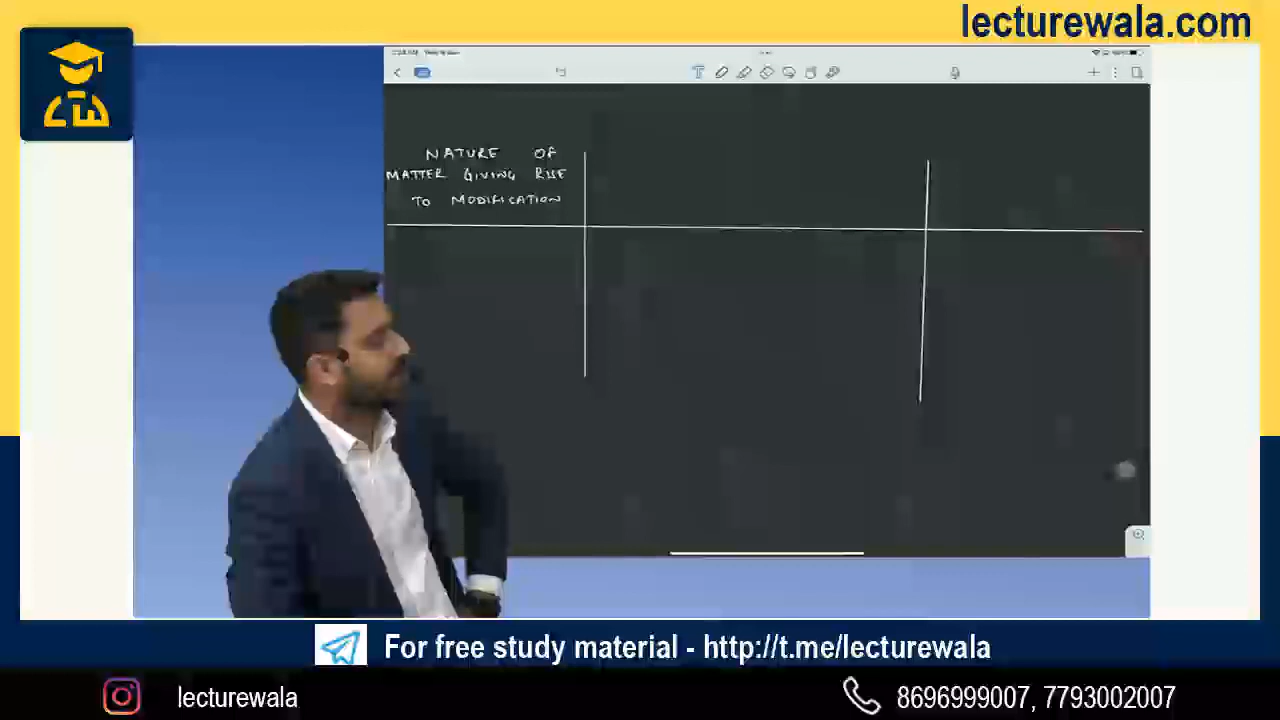 lecturewala.com
NATURE OF
MATTER GIVING RISE
TO MODIFICATION
For free study material - http://t.me/lecturewala
lecturewala
8696999007, 7793002007